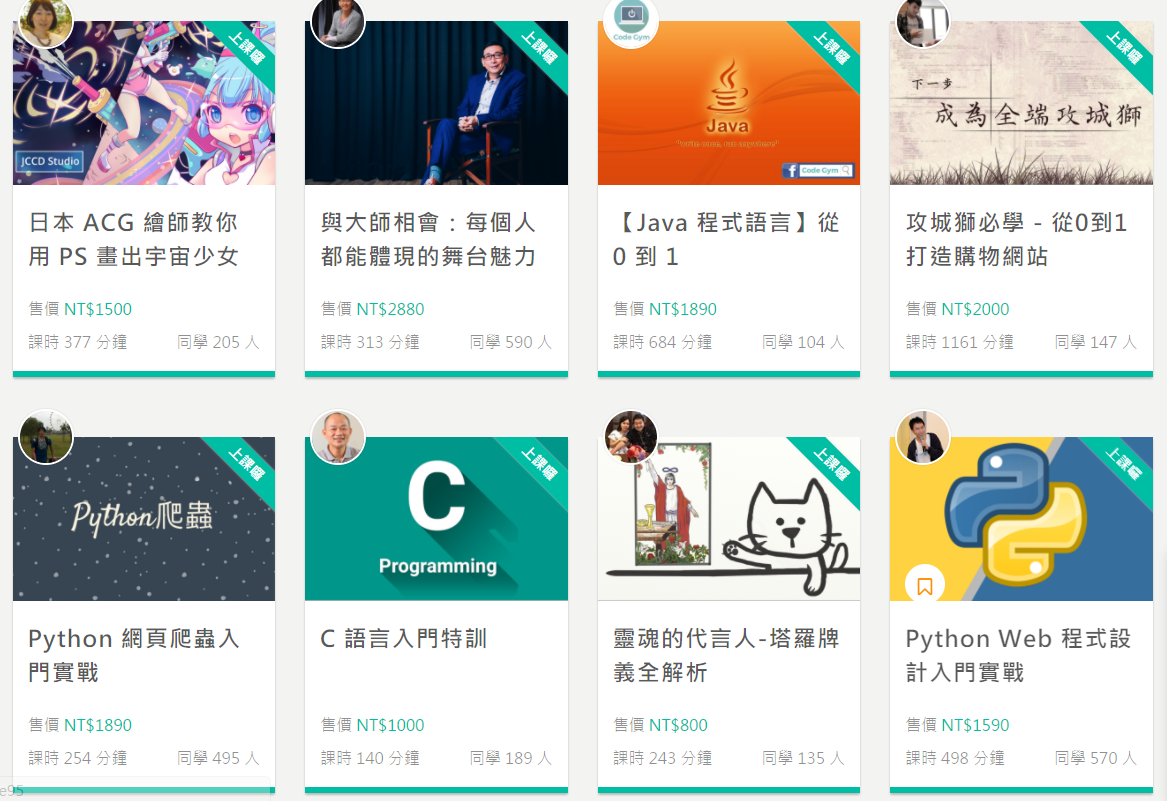 上課囉
JCCD Studio
日本 ACG 繪師教你
用 PS 畫出宇宙少女
售價 NT$1500
課時 377 分鐘 同學 205 人
上課囉
與大師相會：每個人
都能體現的舞台魅力
售價 NT$2880
課時 313 分鐘 同學 590 人
Code Gym
上課囉
Java
"write once, run anywhere"
Code Gym
【Java 程式語言】從
0 到 1
售價 NT$1890
課時 684 分鐘 同學 104 人
上課囉
下一步
成為全端攻城獅
攻城獅必學 - 從0到1
打造購物網站
售價 NT$2000
課時 1161 分鐘 同學 147 人
上課囉
Python爬蟲
Python 網頁爬蟲入
門實戰
售價 NT$1890
課時 254 分鐘 同學 495 人
上課囉
C
Programming
C 語言入門特訓
售價 NT$1000
課時 140 分鐘 同學 189 人
上課囉
靈魂的代言人-塔羅牌
義全解析
售價 NT$800
課時 243 分鐘 同學 135 人
上課囉
Python Web 程式設
計入門實戰
售價 NT$1590
課時 498 分鐘 同學 570 人
e95